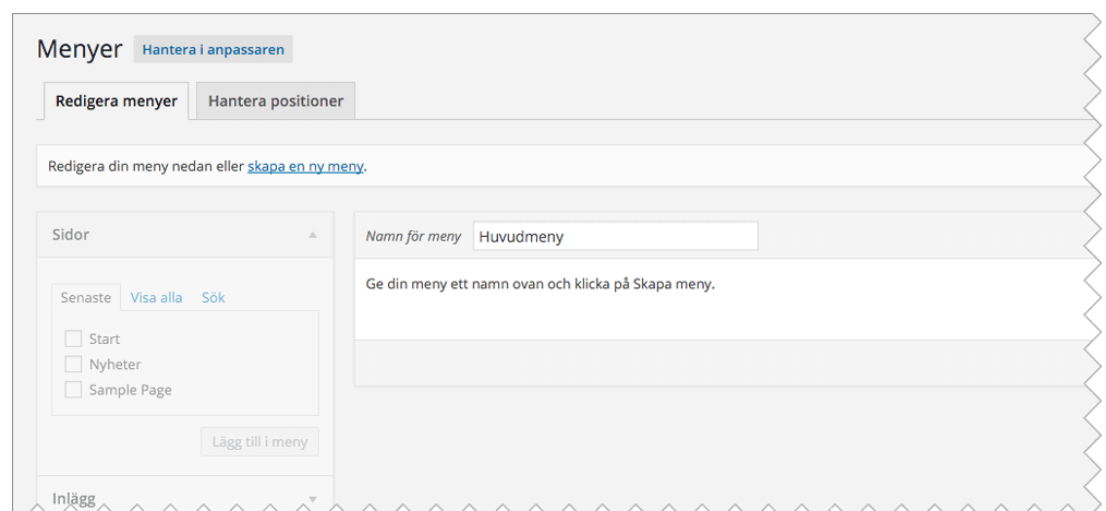 Menyer Hantera i anpassaren
Redigera menyer Hantera positioner
Redigera din meny nedan eller skapa en ny meny.
Sidor
Namn för meny Huvudmeny
Ge din meny ett namn ovan och klicka på Skapa meny.
Senaste Visa alla Sök
Start
Nyheter
Sample Page
Lägg till i meny
Inlägg